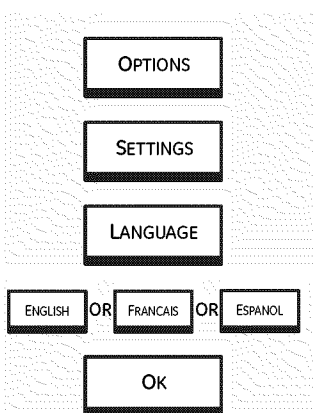 OPTIONS
SETTINGS
LANGUAGE
ENGLISH OR FRANCAIS OR ESPANOL
OK